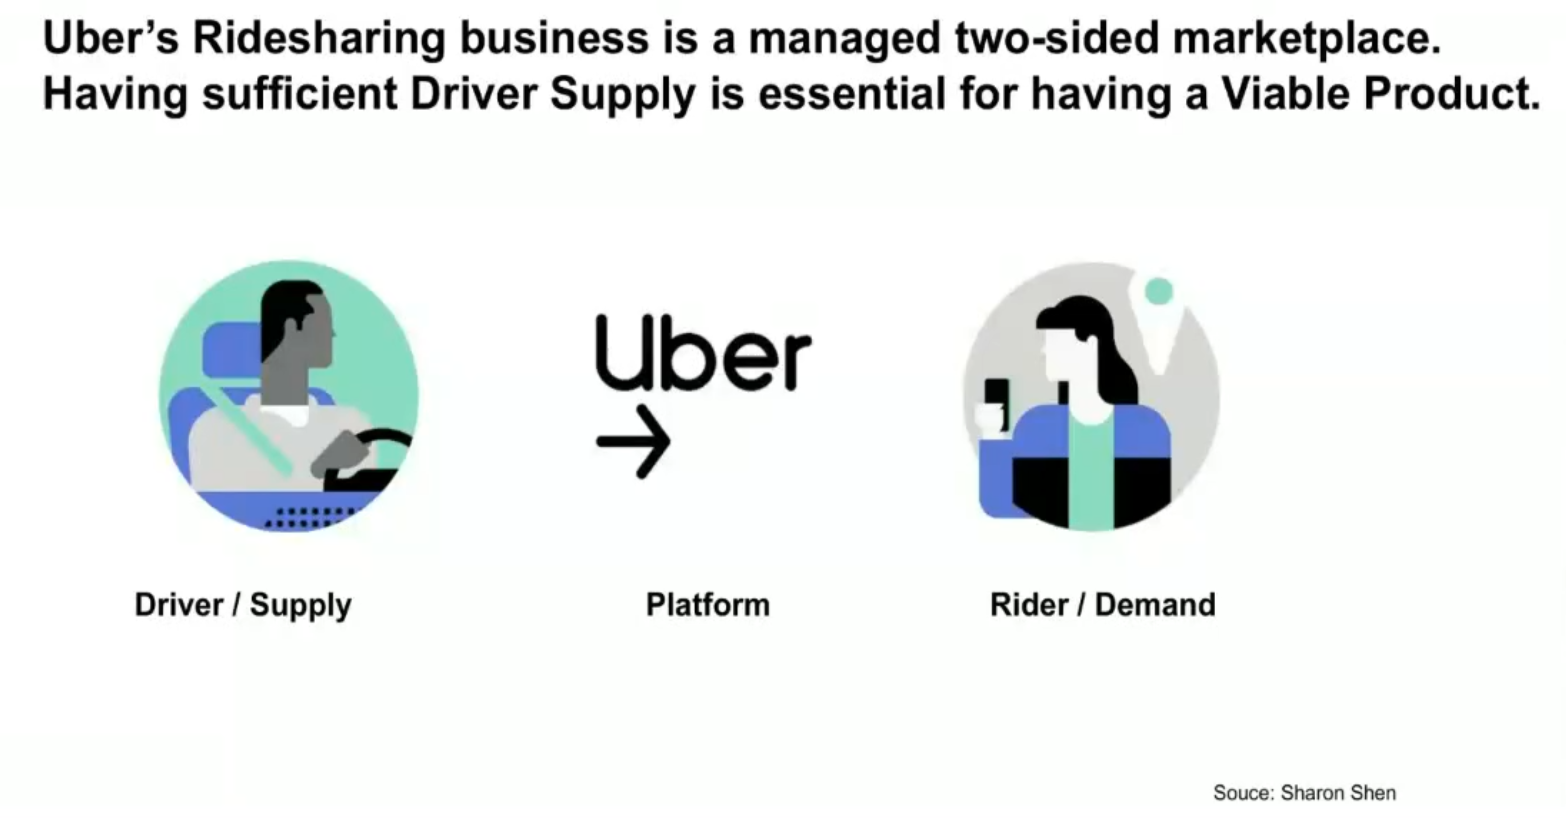 Uber’s Ridesharing business is a managed two-sided marketplace.
Having sufficient Driver Supply is essential for having a Viable Product.
Uber
Driver / Supply
Platform
Rider / Demand
Souce: Sharon Shen